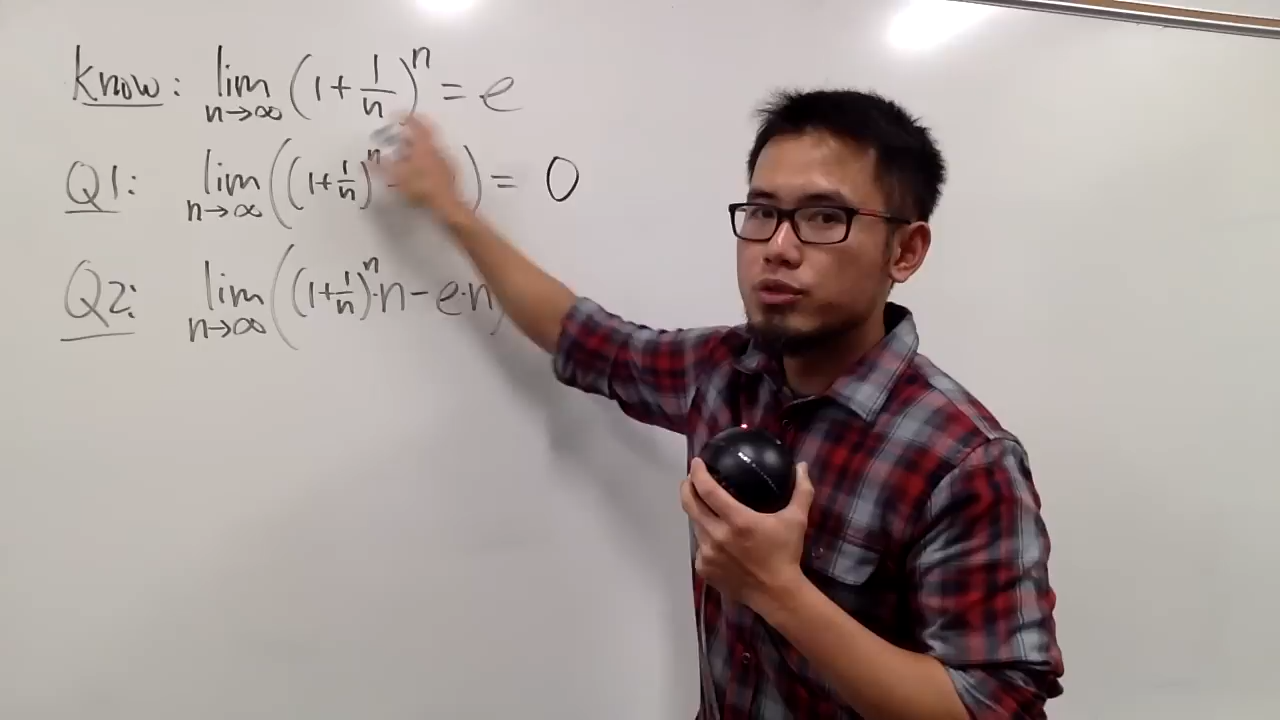 Know: lim n→∞ (1 + 1/n)^n = e
Q1: lim n→∞ ((1+1/n)^n - ) = 0
Q2: lim n→∞ ((1+1/n)^n · n - e · n